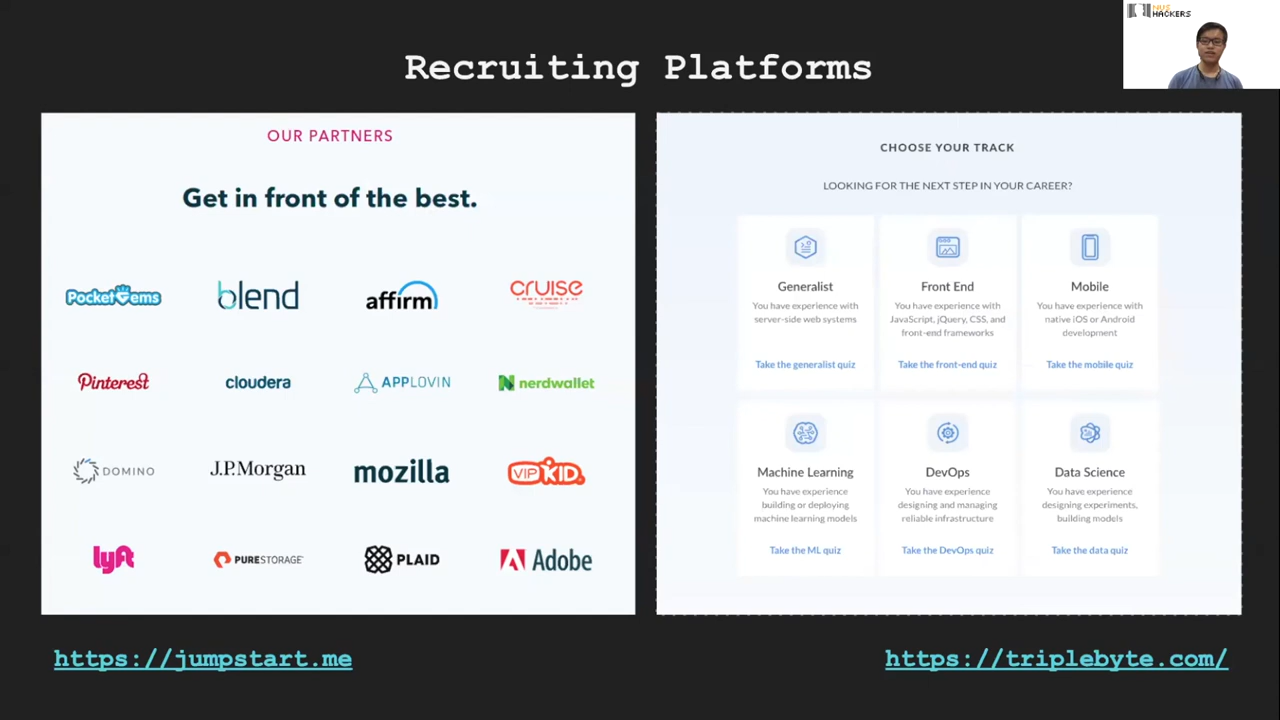 NUS
HACKERS
Recruiting Platforms
OUR PARTNERS
Get in front of the best.
PocketGems
blend
affirm
CRUISE
Pinterest
cloudera
APPLOVIN
nerdwallet
DOMINO
J.P.Morgan
mozilla
VIPKID
lyft
PURESTORAGE
PLAID
Adobe
https://jumpstart.me
CHOOSE YOUR TRACK
LOOKING FOR THE NEXT STEP IN YOUR CAREER?
Generalist
You have experience with
server-side web systems
Take the generalist quiz
Front End
You have experience with
JavaScript, jQuery, CSS, and
front-end frameworks
Take the front-end quiz
Mobile
You have experience with
native iOS or Android
development
Take the mobile quiz
Machine Learning
You have experience
building or deploying
machine learning models
Take the ML quiz
DevOps
You have experience
designing and managing
reliable infrastructure
Take the DevOps quiz
Data Science
You have experience
designing experiments,
building models
Take the data quiz
https://triplebyte.com/